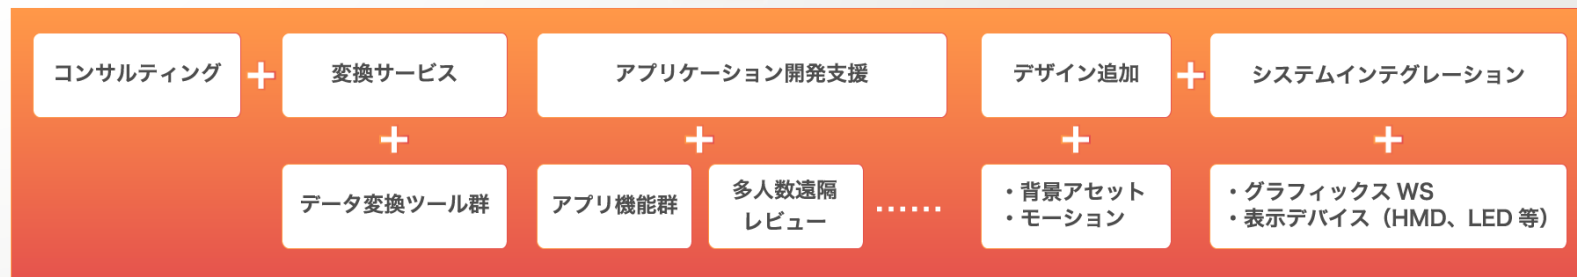 コンサルティング
+
変換サービス
アプリケーション開発支援
デザイン追加
+
システムインテグレーション
+
+
+
+
データ変換ツール群
アプリ機能群
多人数遠隔
レビュー
……
・背景アセット
・モーション
・グラフィックス WS
・表示デバイス（HMD、LED 等）